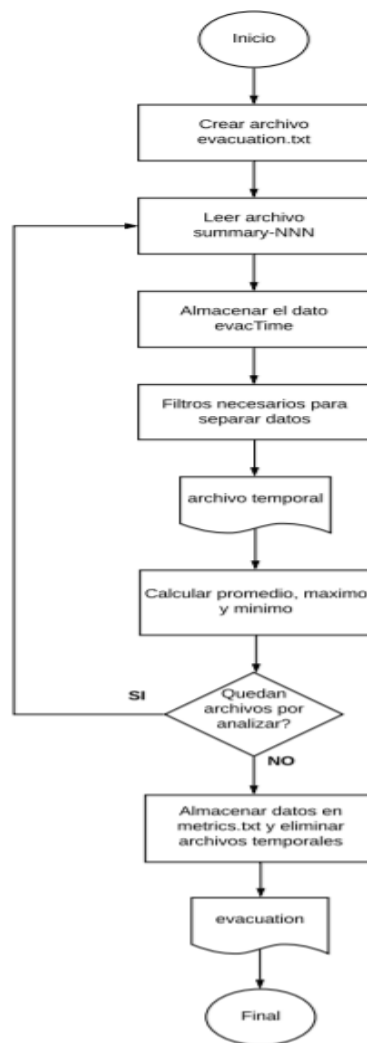 Inicio
Crear archivo
evacuation.txt
Leer archivo
summary-NNN
Almacenar el dato
evacTime
Filtros necesarios para
separar datos
archivo temporal
Calcular promedio, maximo
y minimo
SI
Quedan
archivos por
analizar?
NO
Almacenar datos en
metrics.txt y eliminar
archivos temporales
evacuation
Final